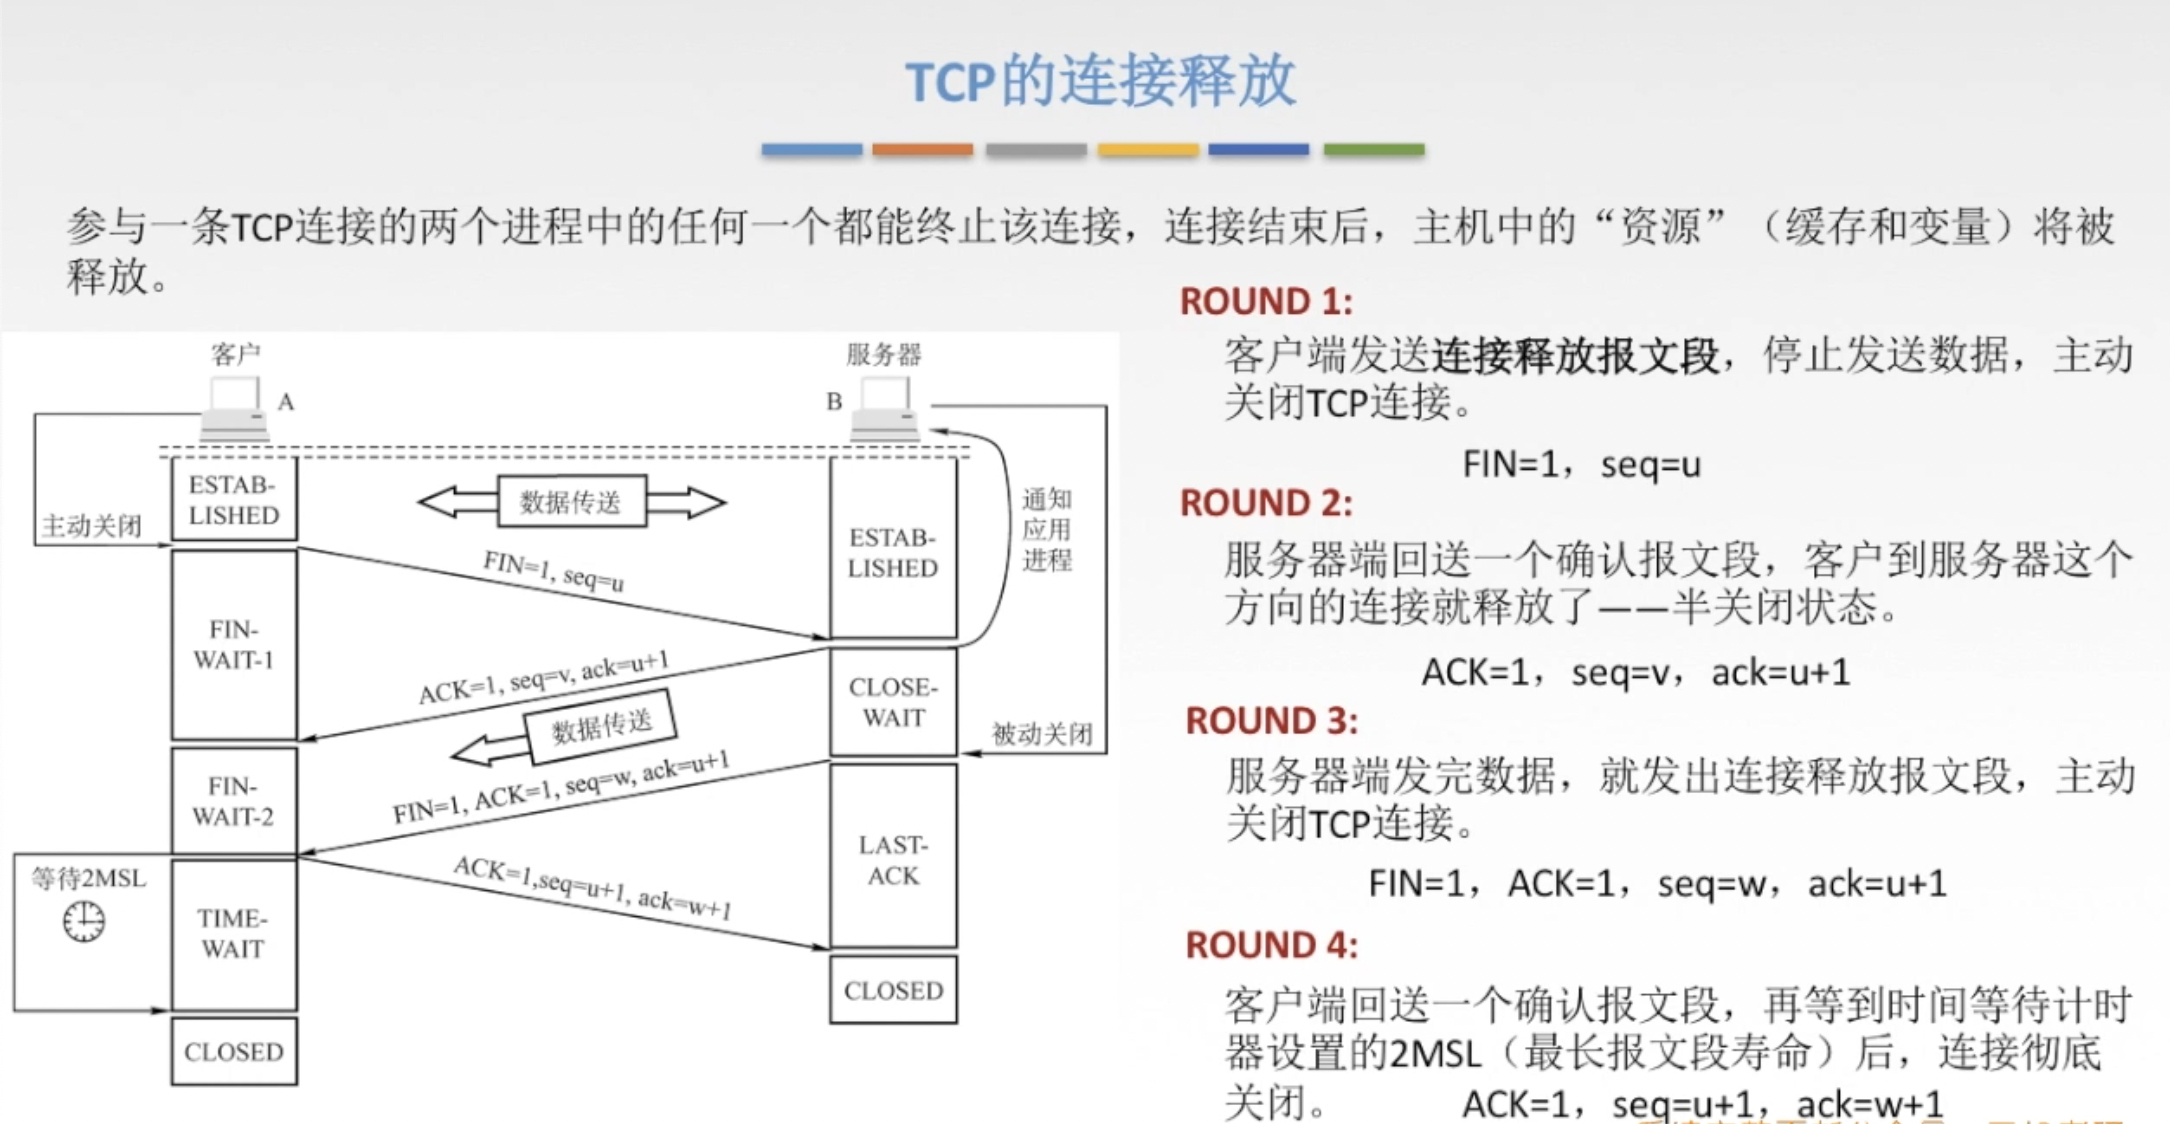 TCP的连接释放
参与一条TCP连接的两个进程中的任何一个都能终止该连接，连接结束后，主机中的“资源”（缓存和变量）将被
释放。
客户
服务器
A
B
ESTAB-
LISHED
数据传送
主动关闭
ESTAB-
LISHED
通知
应用
进程
FIN=1, seq=u
FIN-
WAIT-1
ACK=1, seq=v, ack=u+1
CLOSE-
WAIT
数据传送
被动关闭
FIN-
WAIT-2
FIN=1, ACK=1, seq=w, ack=u+1
LAST-
ACK
等待2MSL
ACK=1,seq=u+1, ack=w+1
TIME-
WAIT
CLOSED
CLOSED
ROUND 1:
客户端发送连接释放报文段，停止发送数据，主动
关闭TCP连接。
FIN=1，seq=u
ROUND 2:
服务器端回送一个确认报文段，客户到服务器这个
方向的连接就释放了——半关闭状态。
ACK=1，seq=v，ack=u+1
ROUND 3:
服务器端发完数据，就发出连接释放报文段，主动
关闭TCP连接。
FIN=1，ACK=1，seq=w，ack=u+1
ROUND 4:
客户端回送一个确认报文段，再等到时间等待计时
器设置的2MSL（最长报文段寿命）后，连接彻底
关闭。 ACK=1，seq=u+1，ack=w+1